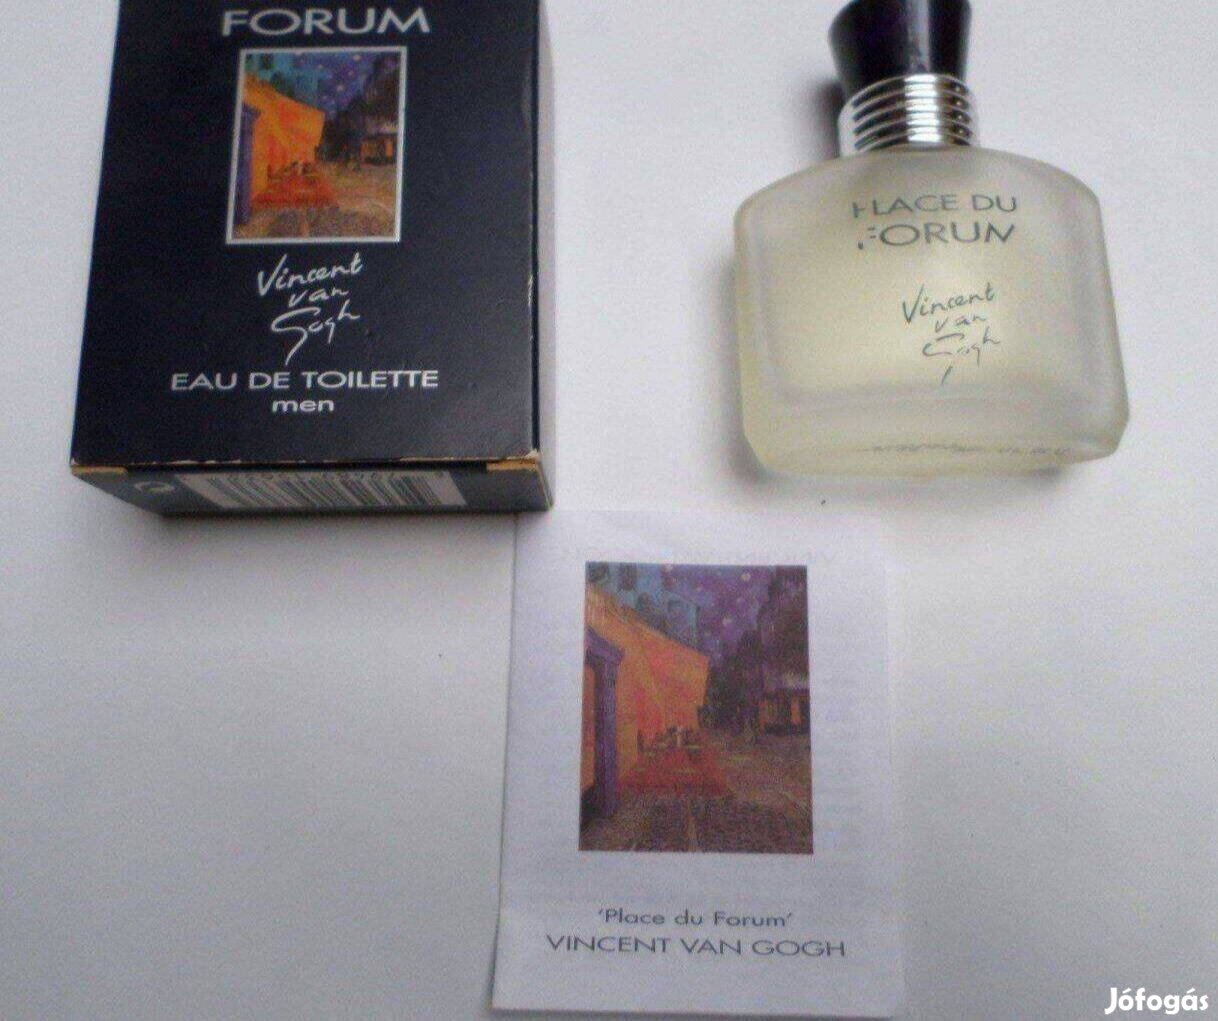 FORUM
Vincent
van
Gogh
EAU DE TOILETTE
men
PLACE DU
FORUM
Vincent
van
Gogh
'Place du Forum'
VINCENT VAN GOGH
Jófogás